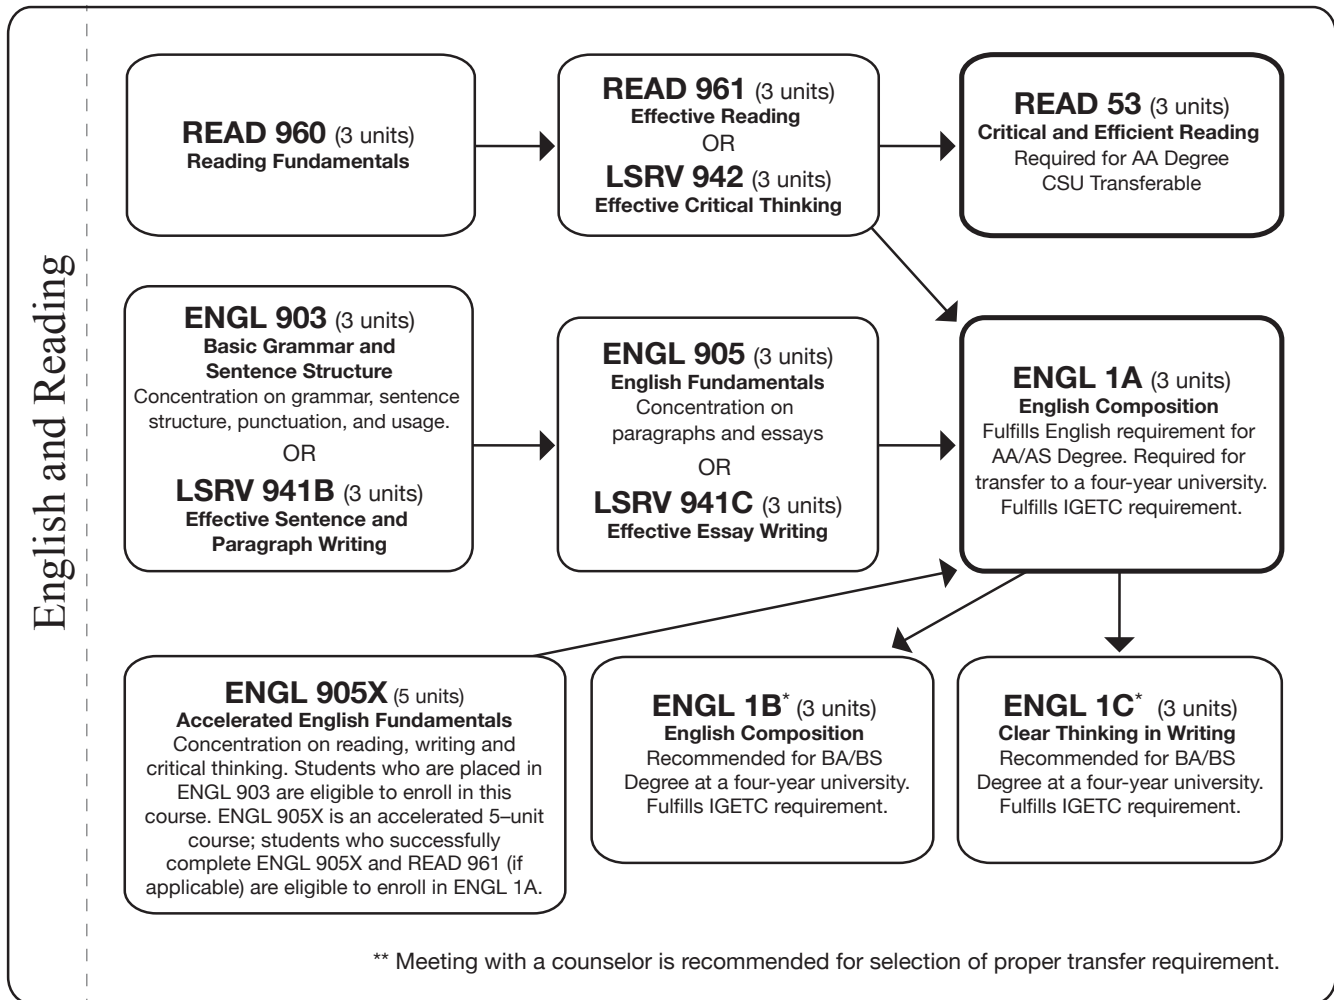 English and Reading
READ 960 (3 units)
Reading Fundamentals
READ 961 (3 units)
Effective Reading
OR
LSRV 942 (3 units)
Effective Critical Thinking
READ 53 (3 units)
Critical and Efficient Reading
Required for AA Degree
CSU Transferable
ENGL 903 (3 units)
Basic Grammar and
Sentence Structure
Concentration on grammar, sentence
structure, punctuation, and usage.
OR
LSRV 941B (3 units)
Effective Sentence and
Paragraph Writing
ENGL 905 (3 units)
English Fundamentals
Concentration on
paragraphs and essays
OR
LSRV 941C (3 units)
Effective Essay Writing
ENGL 1A (3 units)
English Composition
Fulfills English requirement for
AA/AS Degree. Required for
transfer to a four-year university.
Fulfills IGETC requirement.
ENGL 905X (5 units)
Accelerated English Fundamentals
Concentration on reading, writing and
critical thinking. Students who are placed in
ENGL 903 are eligible to enroll in this
course. ENGL 905X is an accelerated 5–unit
course; students who successfully
complete ENGL 905X and READ 961 (if
applicable) are eligible to enroll in ENGL 1A.
ENGL 1B* (3 units)
English Composition
Recommended for BA/BS
Degree at a four-year university.
Fulfills IGETC requirement.
ENGL 1C* (3 units)
Clear Thinking in Writing
Recommended for BA/BS
Degree at a four-year university.
Fulfills IGETC requirement.
** Meeting with a counselor is recommended for selection of proper transfer requirement.